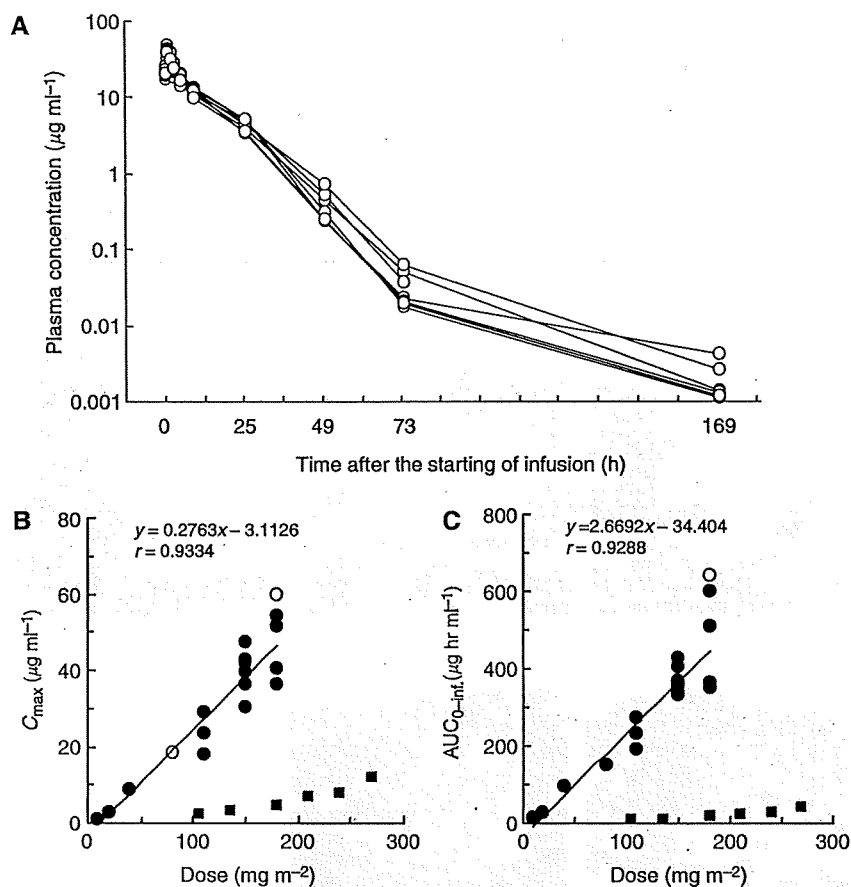 A
Plasma concentration (μg ml⁻¹)
100
10
1
0.1
0.01
0.001
0 25 49 73 169
Time after the starting of infusion (h)
B
y = 0.2763x – 3.1126
r = 0.9334
Cmax (μg ml⁻¹)
80
60
40
20
0
0 100 200 300
Dose (mg m⁻²)
C
y=2.6692x – 34.404
r = 0.9288
AUC0–inf. (μg hr ml⁻¹)
800
600
400
200
0
0 100 200 300
Dose (mg m⁻²)